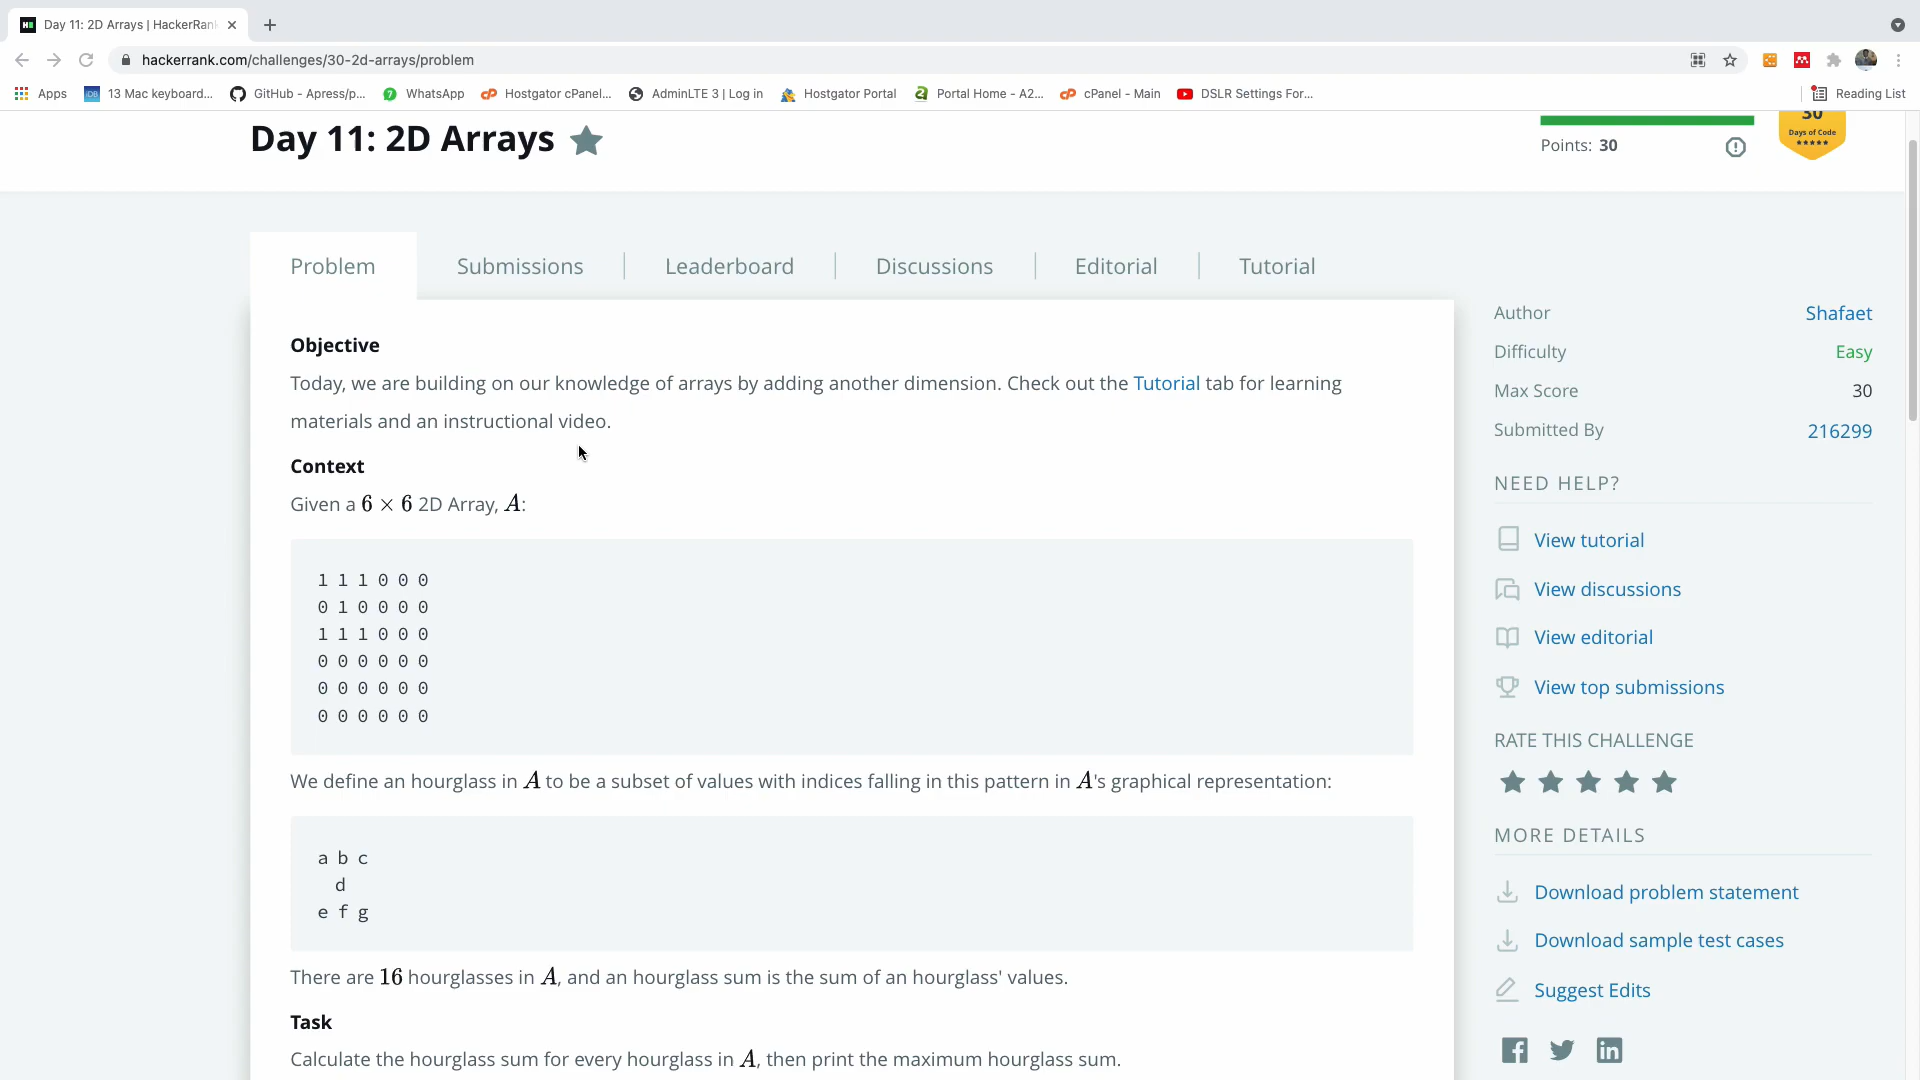 Day 11: 2D Arrays | HackerRan
hackerrank.com/challenges/30-2d-arrays/problem
Apps
13 Mac keyboard...
GitHub - Apress/p...
WhatsApp
Hostgator cPanel...
AdminLTE 3 | Log in
Hostgator Portal
Portal Home - A2...
cPanel - Main
DSLR Settings For...
Reading List
Day 11: 2D Arrays
Points: 30
30
Days of Code
Problem
Submissions
Leaderboard
Discussions
Editorial
Tutorial
Objective
Today, we are building on our knowledge of arrays by adding another dimension. Check out the Tutorial tab for learning
materials and an instructional video.
Context
Given a 6 × 6 2D Array, A:
1 1 1 0 0 0
0 1 0 0 0 0
1 1 1 0 0 0
0 0 0 0 0 0
0 0 0 0 0 0
0 0 0 0 0 0
We define an hourglass in A to be a subset of values with indices falling in this pattern in A's graphical representation:
a b c
d
e f g
There are 16 hourglasses in A, and an hourglass sum is the sum of an hourglass' values.
Task
Calculate the hourglass sum for every hourglass in A, then print the maximum hourglass sum.
Author
Shafaet
Difficulty
Easy
Max Score
30
Submitted By
216299
NEED HELP?
View tutorial
View discussions
View editorial
View top submissions
RATE THIS CHALLENGE
MORE DETAILS
Download problem statement
Download sample test cases
Suggest Edits